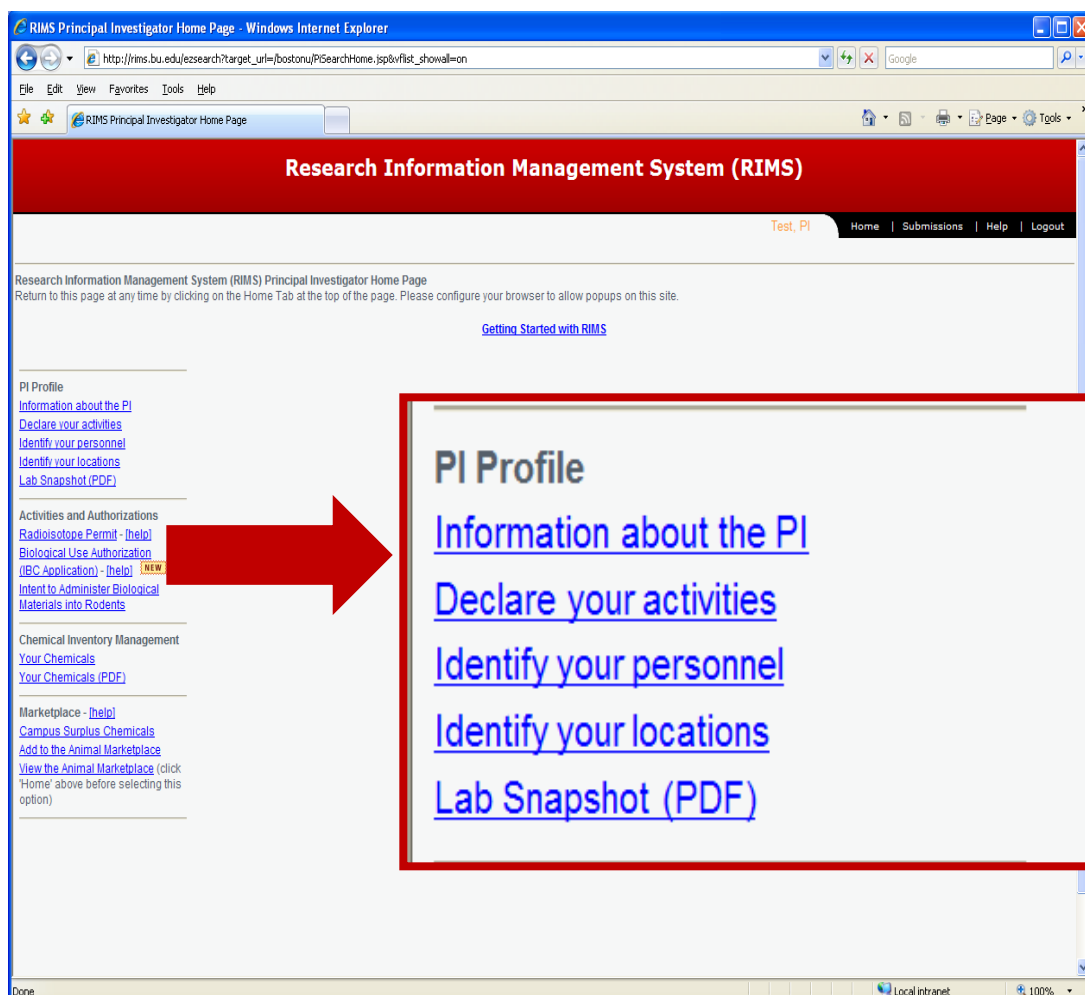 RIMS Principal Investigator Home Page - Windows Internet Explorer
http://rims.bu.edu/ezsearch?target_url=/bostonu/PISearchHome.jsp&vflist_showall=on
Google
File Edit View Favorites Tools Help
RIMS Principal Investigator Home Page
Page Tools
Research Information Management System (RIMS)
Test, PI
Home | Submissions | Help | Logout
Research Information Management System (RIMS) Principal Investigator Home Page
Return to this page at any time by clicking on the Home Tab at the top of the page. Please configure your browser to allow popups on this site.
Getting Started with RIMS
PI Profile
Information about the PI
Declare your activities
Identify your personnel
Identify your locations
Lab Snapshot (PDF)
Activities and Authorizations
Radioisotope Permit - [help]
Biological Use Authorization
(IBC Application) - [help] NEW
Intent to Administer Biological
Materials into Rodents
Chemical Inventory Management
Your Chemicals
Your Chemicals (PDF)
Marketplace - [help]
Campus Surplus Chemicals
Add to the Animal Marketplace
View the Animal Marketplace (click
'Home' above before selecting this
option)
PI Profile
Information about the PI
Declare your activities
Identify your personnel
Identify your locations
Lab Snapshot (PDF)
Done
Local intranet
100%